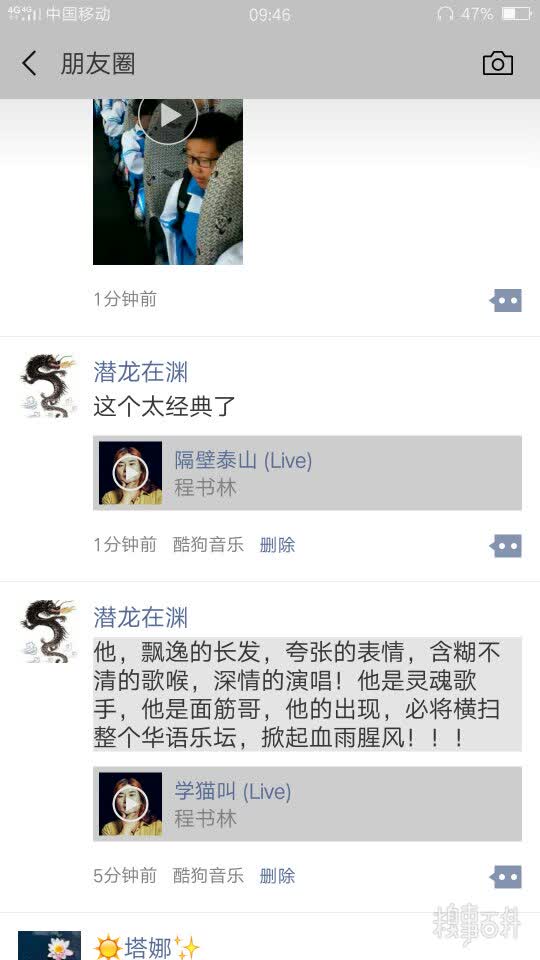 4G 4G 中国移动 09:46 47%
朋友圈
1分钟前
潜龙在渊
这个太经典了
隔壁泰山 (Live)
程书林
1分钟前 酷狗音乐 删除
潜龙在渊
他，飘逸的长发，夸张的表情，含糊不
清的歌喉，深情的演唱！他是灵魂歌
手，他是面筋哥，他的出现，必将横扫
整个华语乐坛，掀起血雨腥风！！！
学猫叫 (Live)
程书林
5分钟前 酷狗音乐 删除
糗事百科
☀️塔娜✨